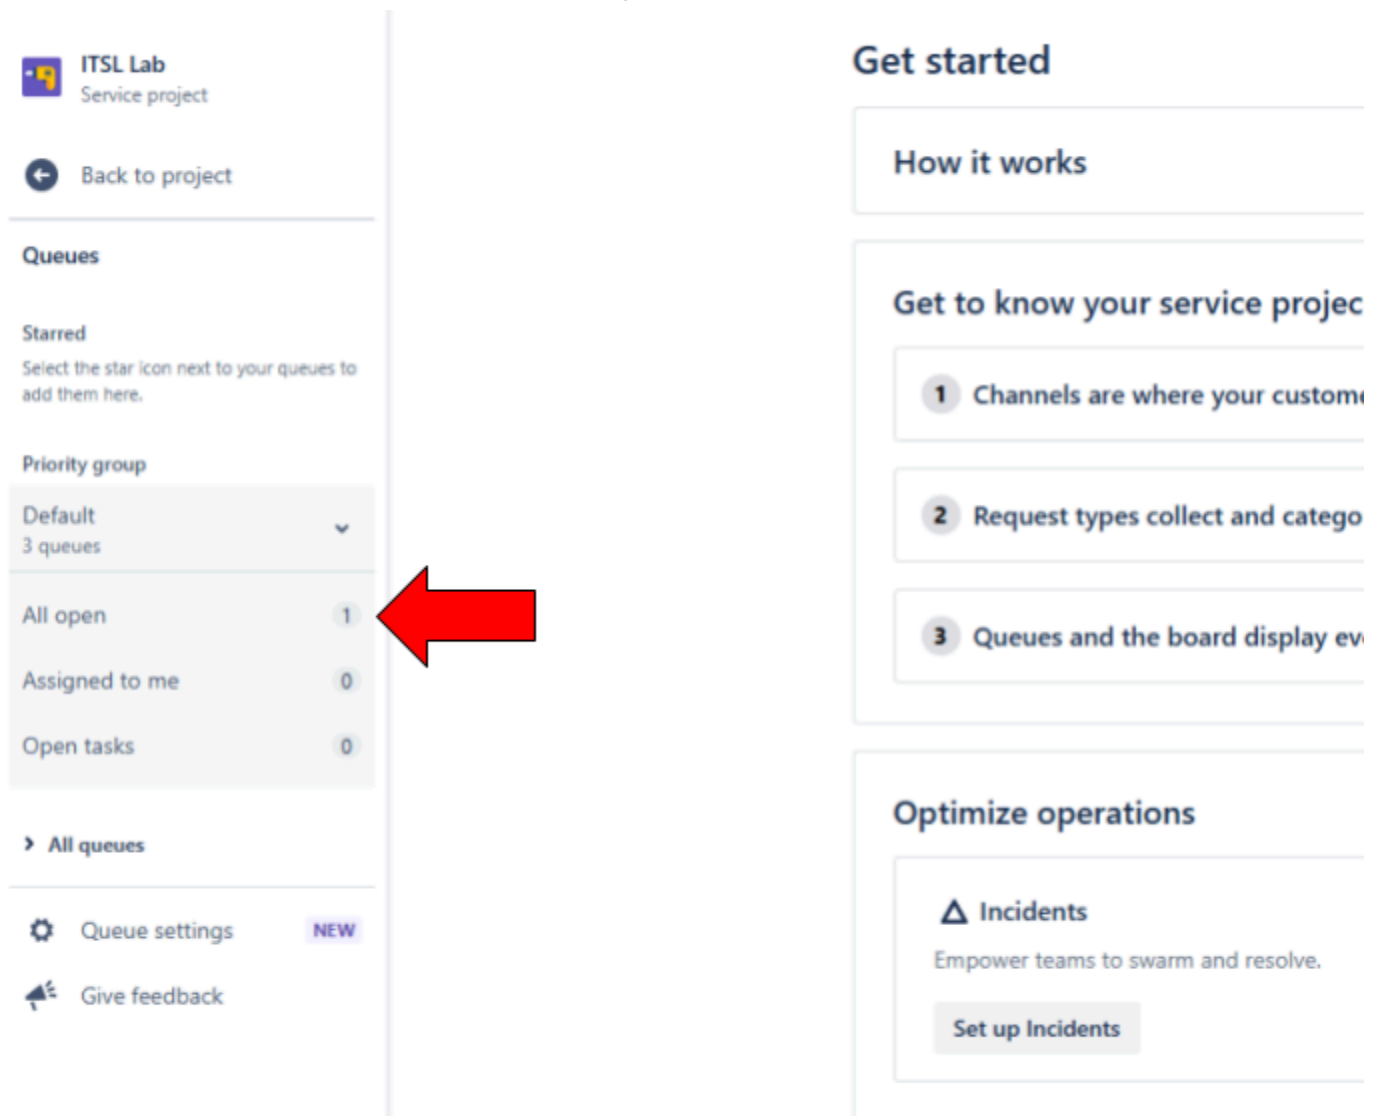 ITSL Lab
Service project
Back to project
Queues
Starred
Select the star icon next to your queues to
add them here.
Priority group
Default
3 queues
All open 1
Assigned to me 0
Open tasks 0
All queues
Queue settings NEW
Give feedback
Get started
How it works
Get to know your service projec
1 Channels are where your custome
2 Request types collect and catego
3 Queues and the board display ev
Optimize operations
Incidents
Empower teams to swarm and resolve.
Set up Incidents